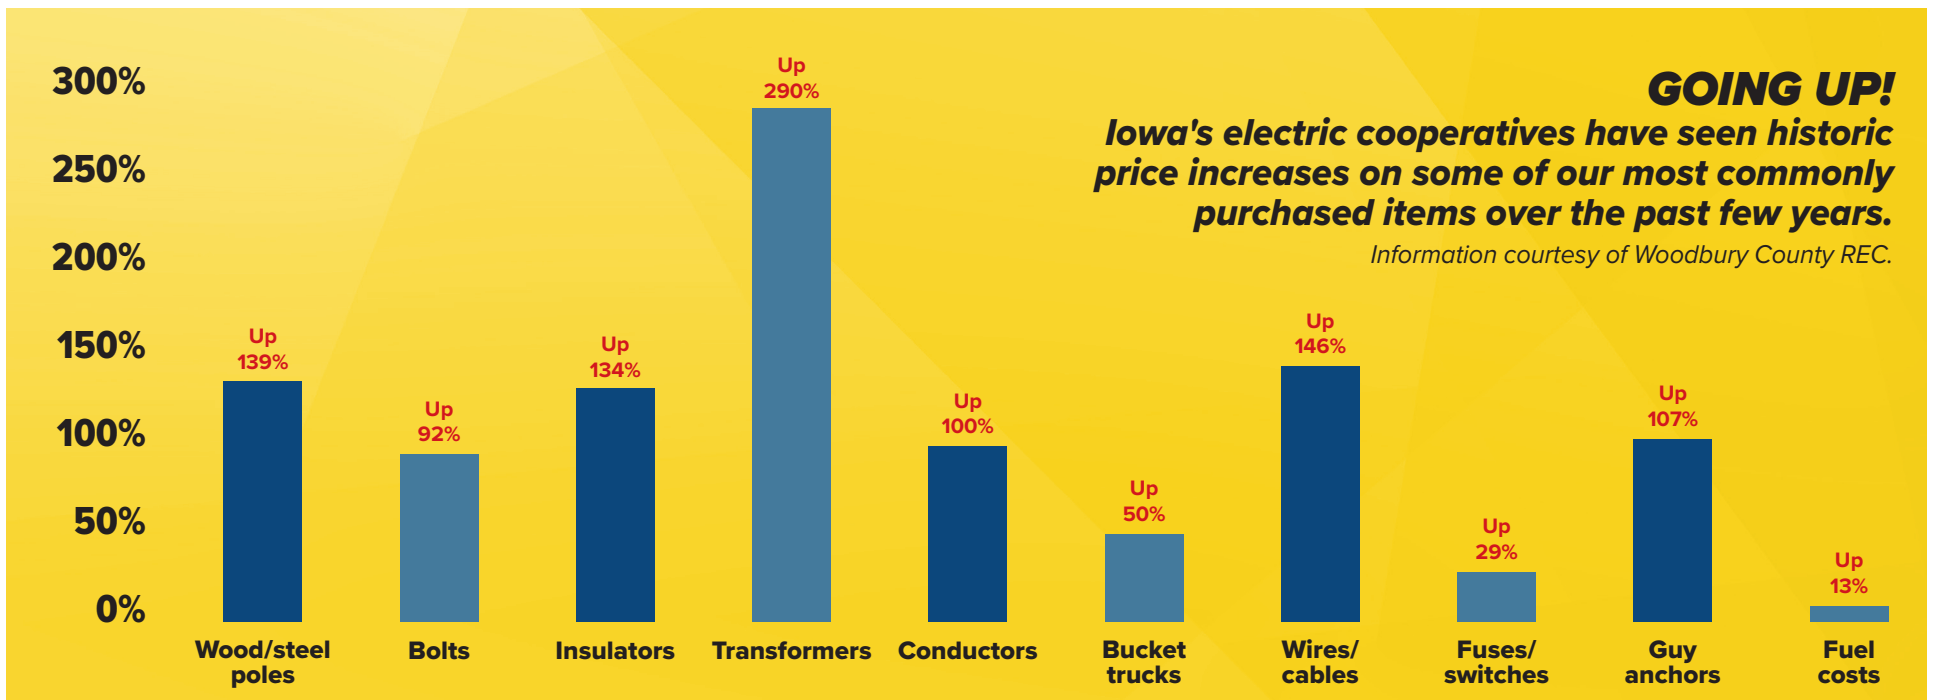 GOING UP!
Iowa's electric cooperatives have seen historic
price increases on some of our most commonly
purchased items over the past few years.
Information courtesy of Woodbury County REC.
300%
250%
200%
150%
100%
50%
0%
Up
139%
Up
92%
Up
134%
Up
290%
Up
100%
Up
50%
Up
146%
Up
29%
Up
107%
Up
13%
Wood/steel
poles
Bolts
Insulators
Transformers
Conductors
Bucket
trucks
Wires/
cables
Fuses/
switches
Guy
anchors
Fuel
costs